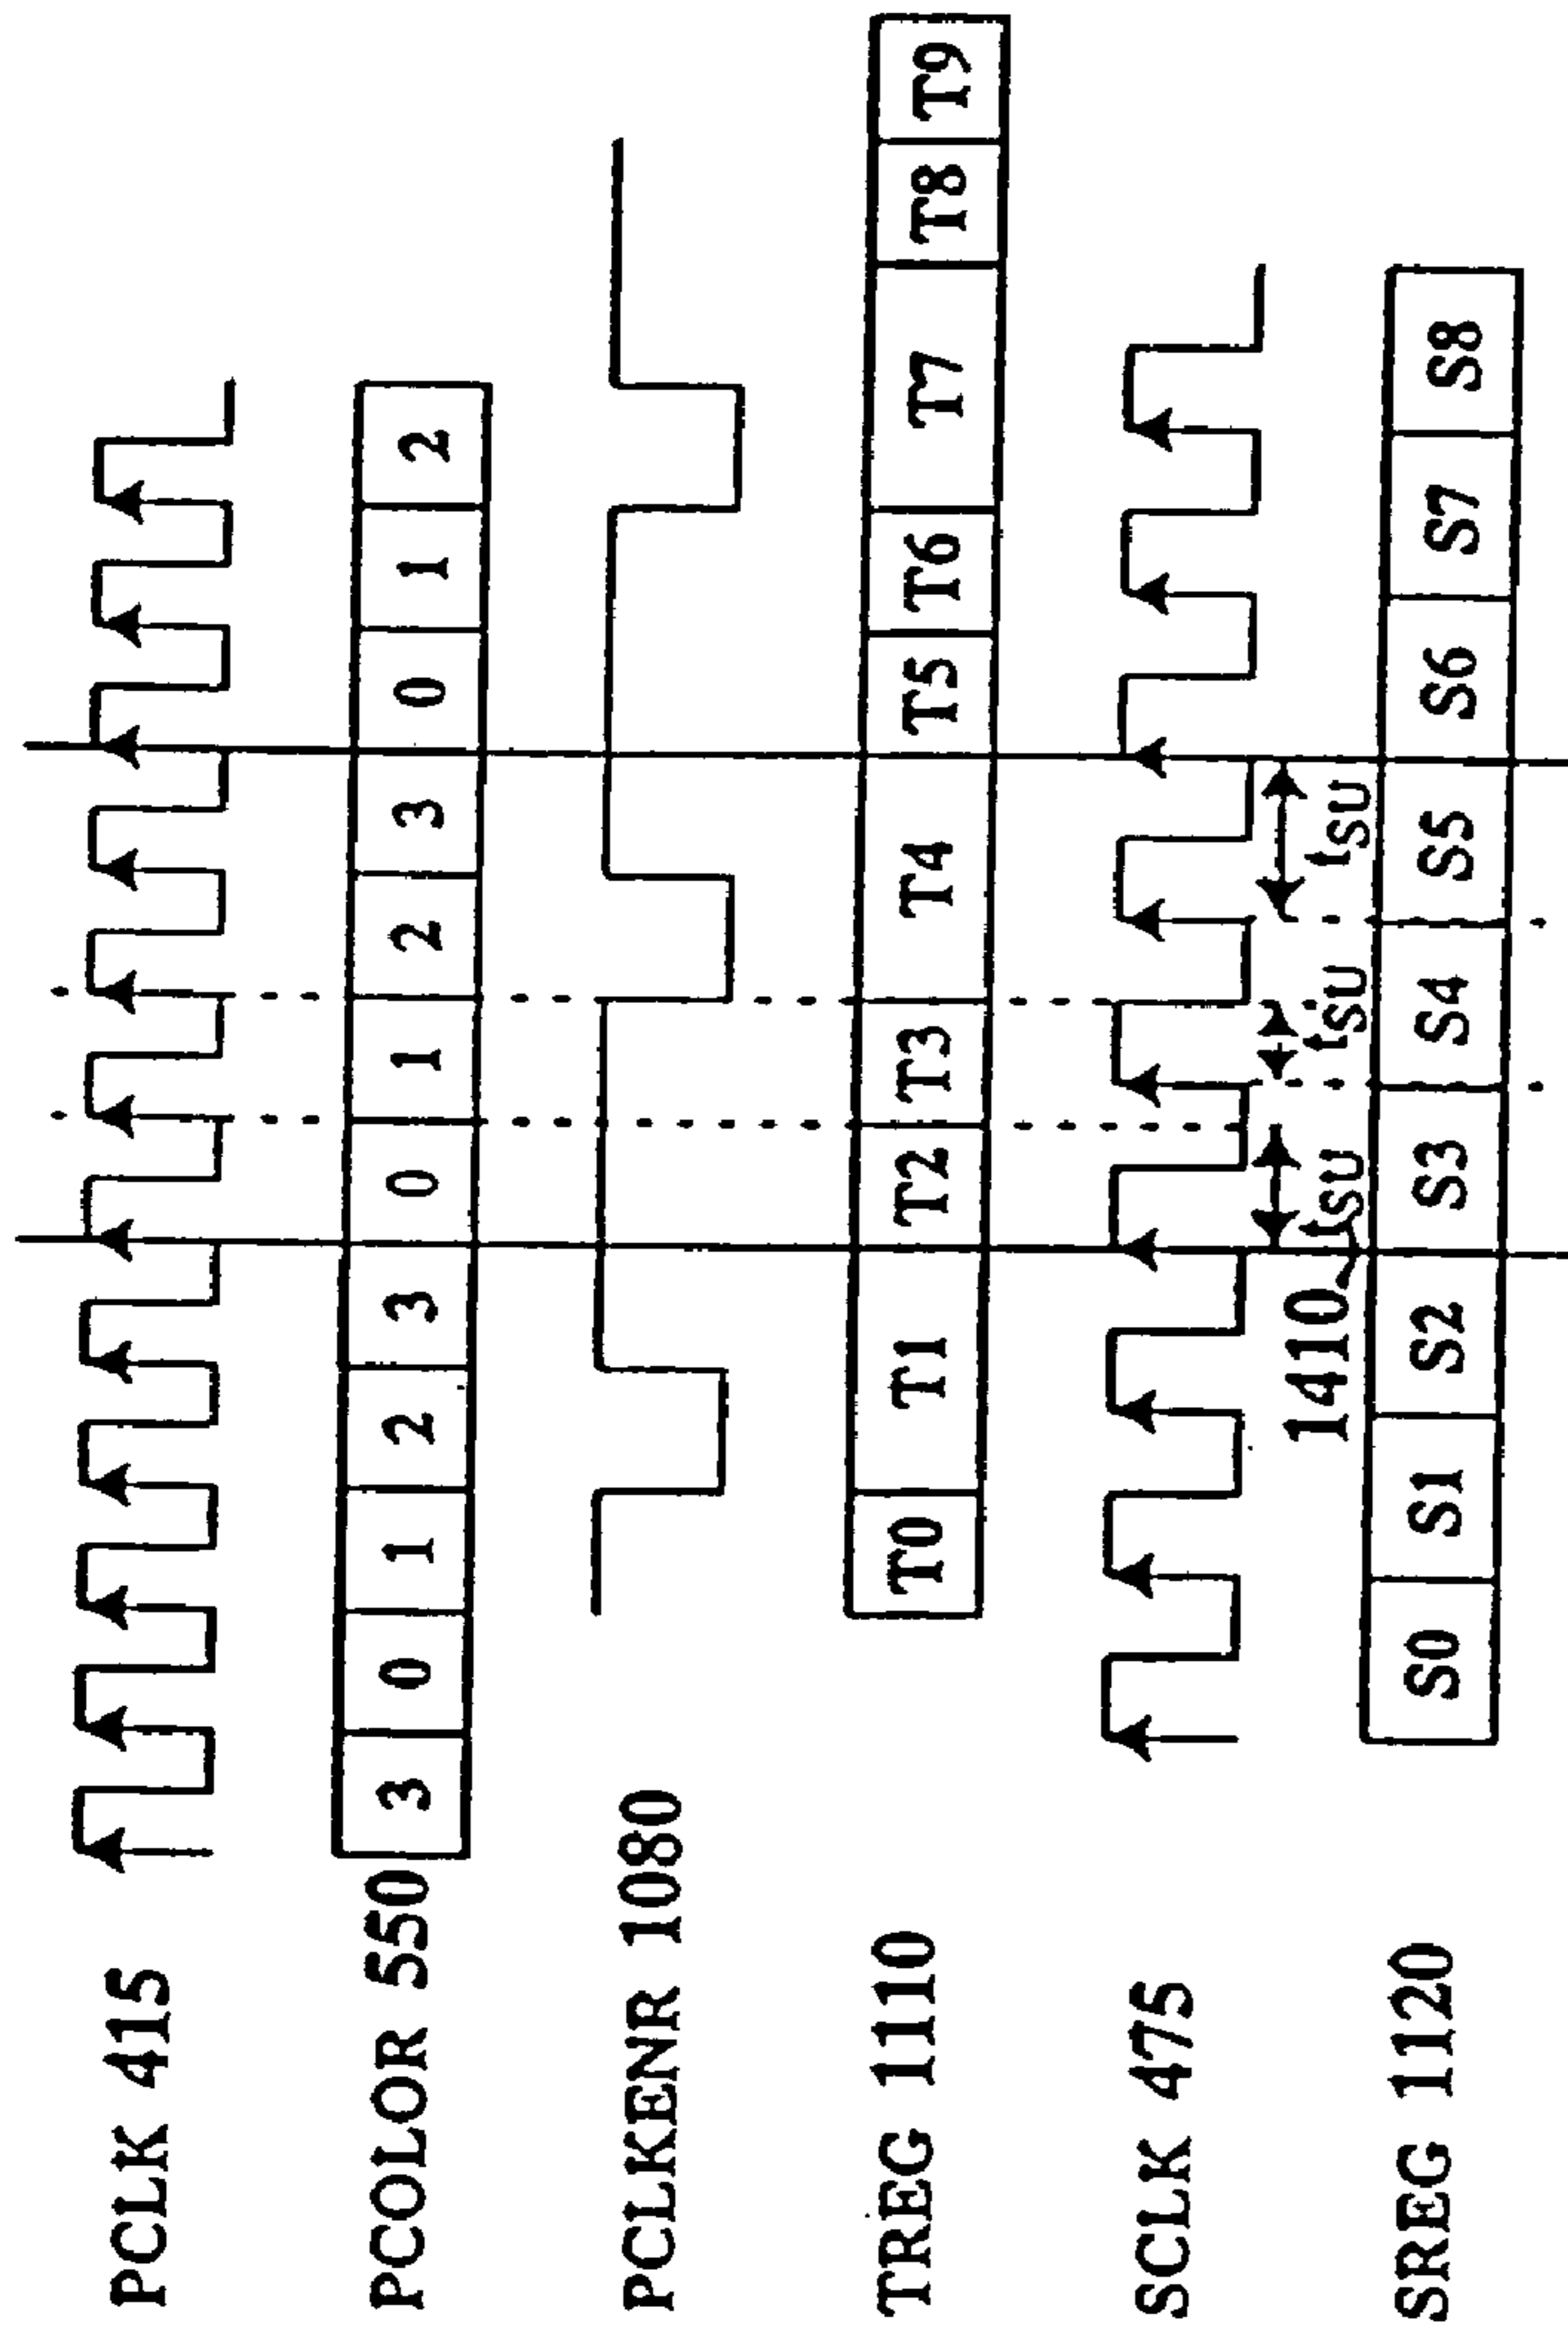 PCLK 415
PCOLOR 550 3 0 1 2 3 0 1 2 3 0 1 2
PCLKENR 1080
TREG 1110 T0 T1 T2 T3 T4 T5 T6 T7 T8 T9
SCLK 475
1410 tSU tSU tSU
SREG 1120 S0 S1 S2 S3 S4 S5 S6 S7 S8